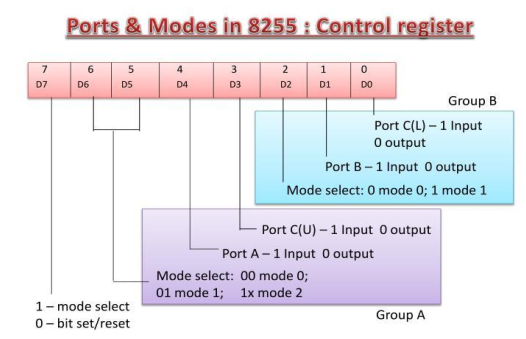 Ports & Modes in 8255 : Control register
7 6 5 4 3 2 1 0
D7 D6 D5 D4 D3 D2 D1 D0
Group B
Port C(L) – 1 Input
0 output
Port B – 1 Input 0 output
Mode select: 0 mode 0; 1 mode 1
Port C(U) – 1 Input 0 output
Port A – 1 Input 0 output
Mode select: 00 mode 0;
01 mode 1; 1x mode 2
Group A
1 – mode select
0 – bit set/reset